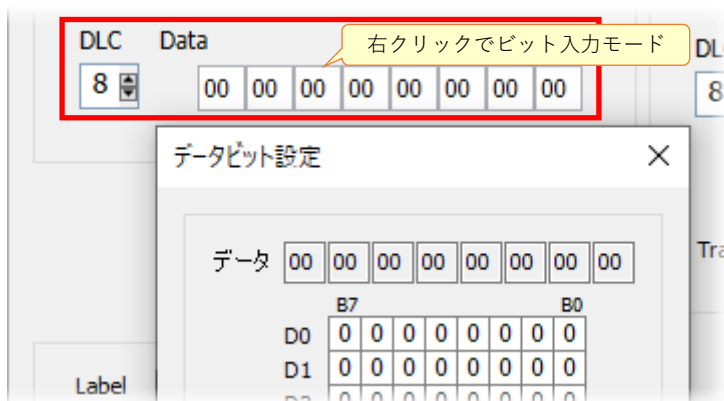 DLC Data 右クリックでビット入力モード
8 00 00 00 00 00 00 00 00
8
データビット設定
データ 00 00 00 00 00 00 00 00
B7 B0
D0 0 0 0 0 0 0 0 0
D1 0 0 0 0 0 0 0 0
Label